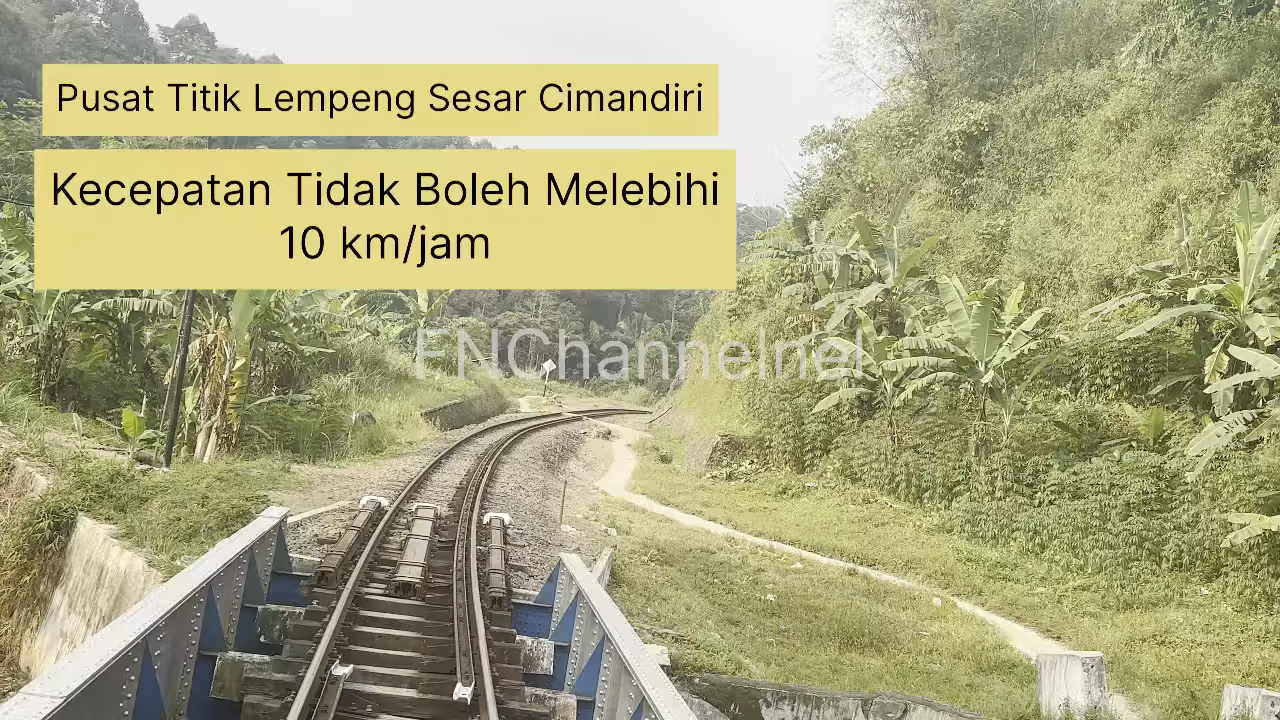 Pusat Titik Lempeng Sesar Cimandiri
Kecepatan Tidak Boleh Melebihi
10 km/jam
FNChannelnel